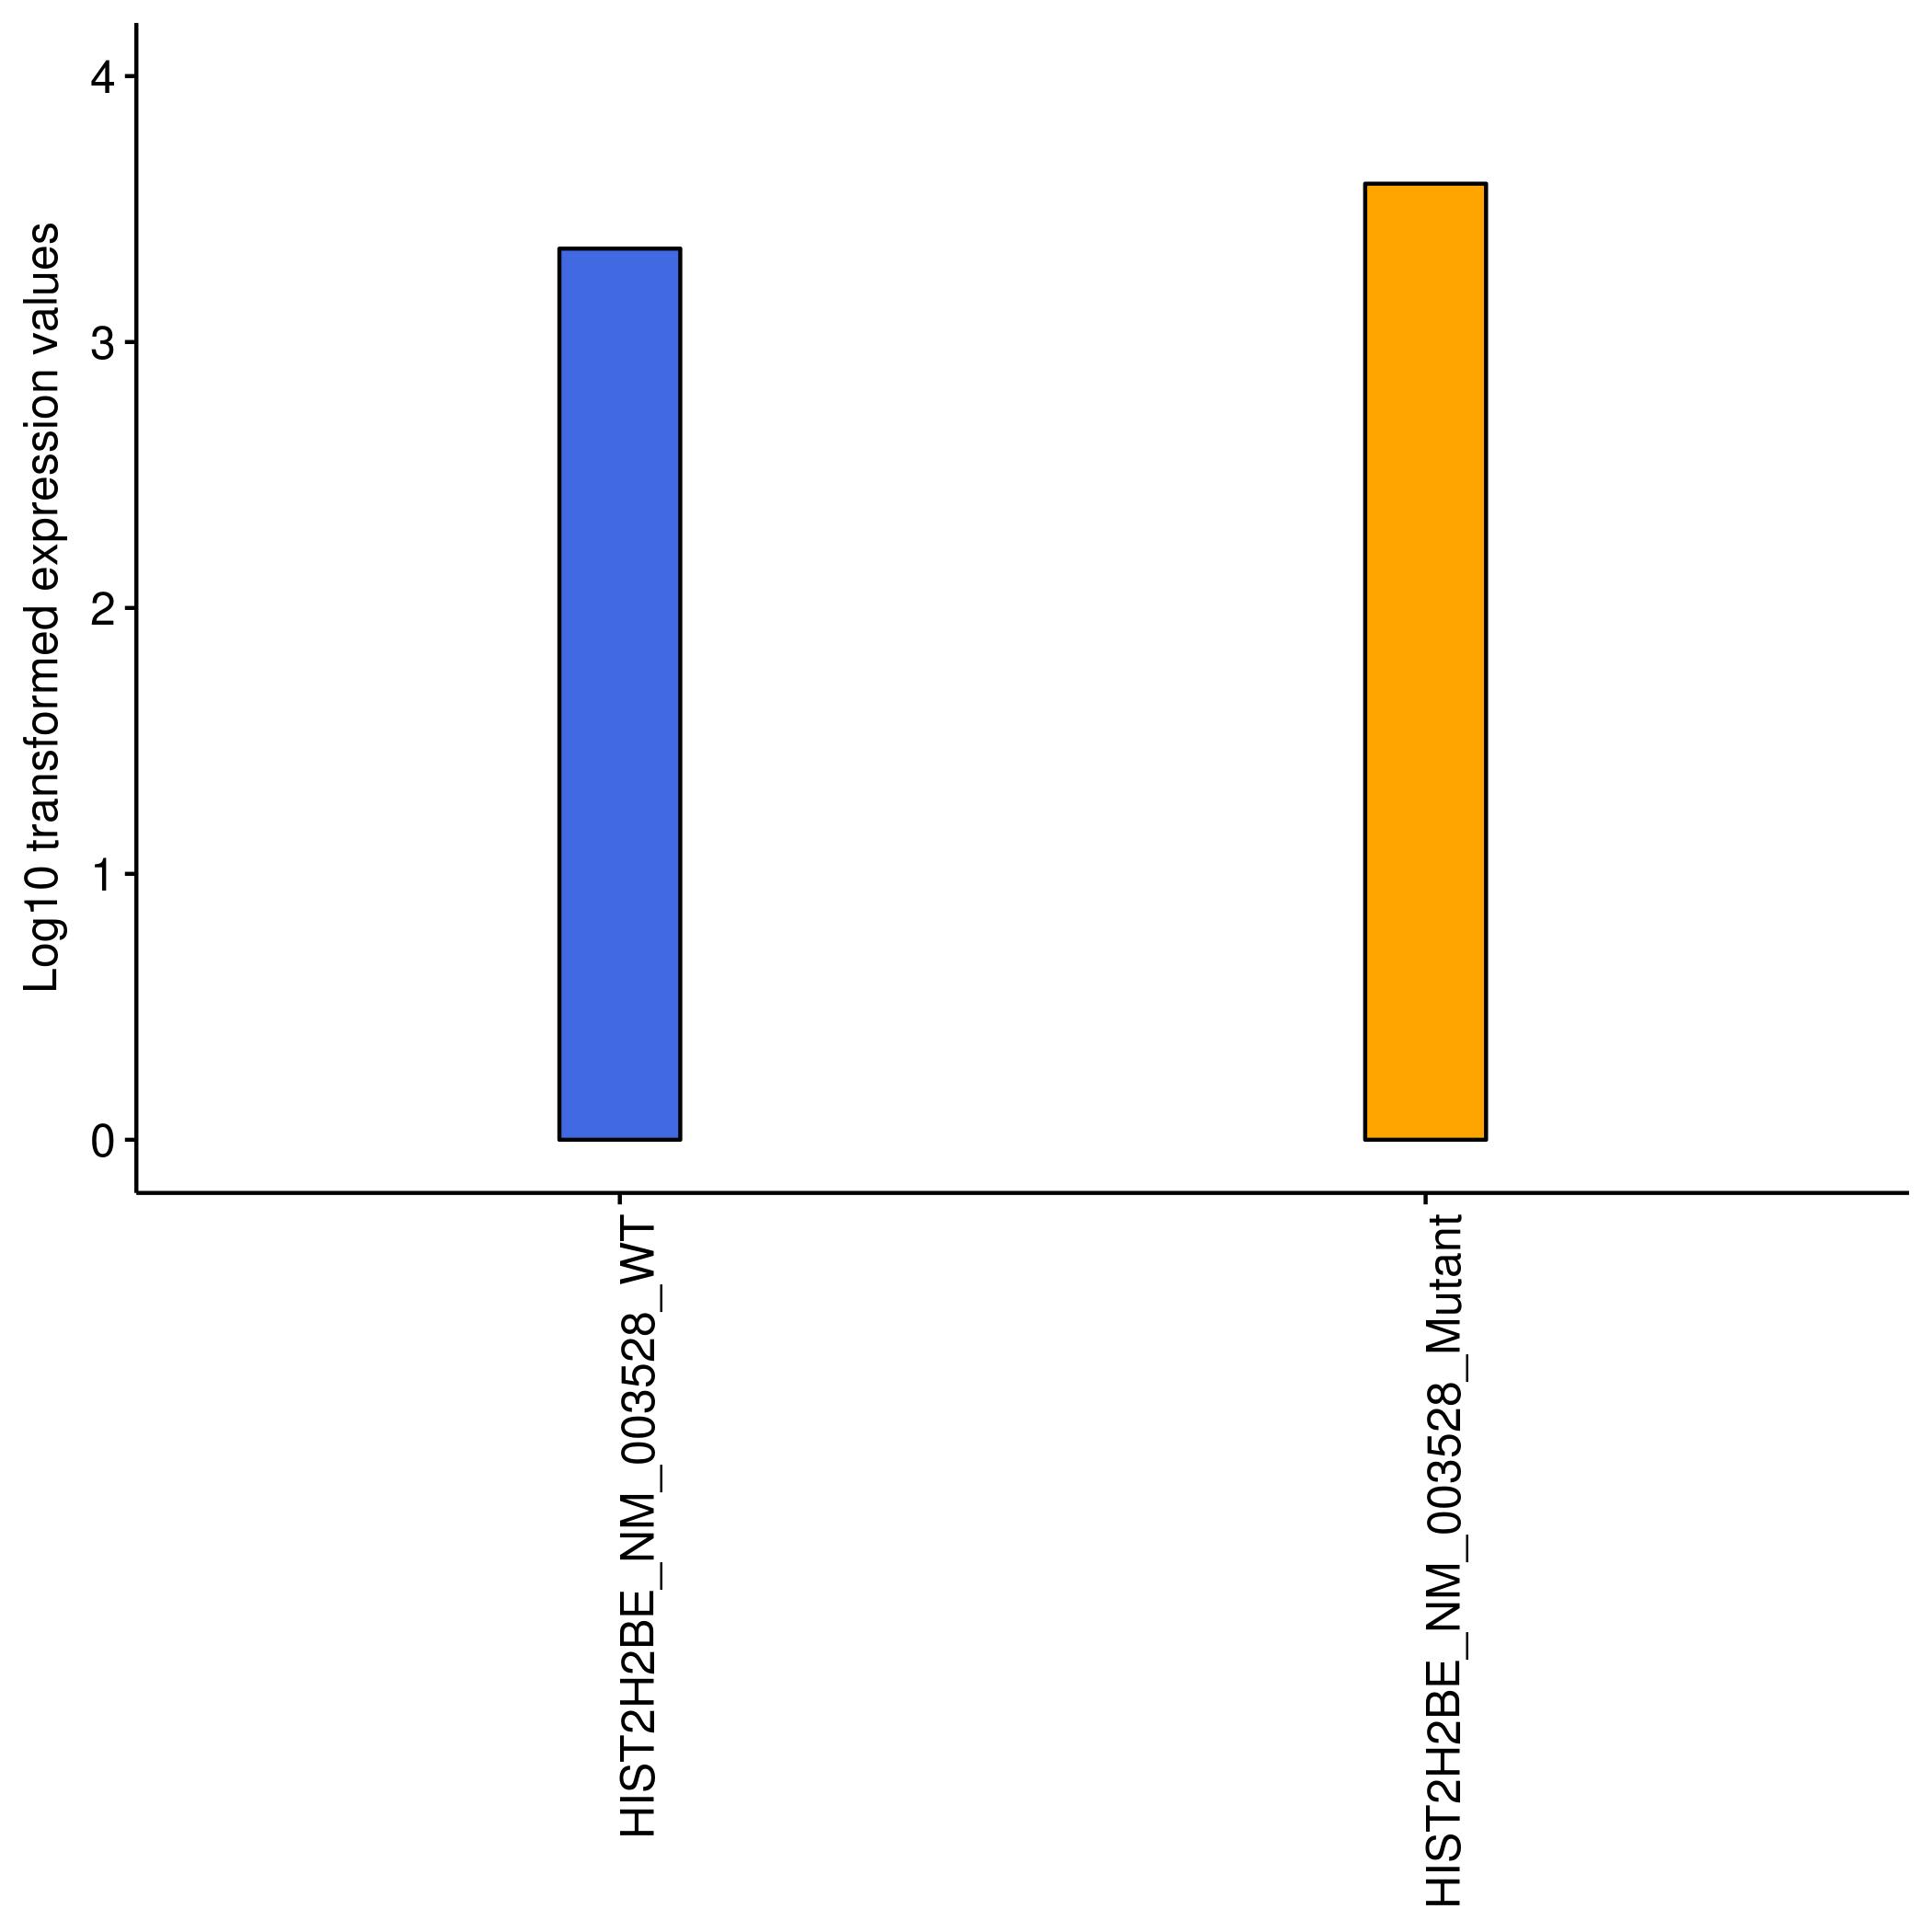 Log10 transformed expression values
4
3
2
1
0
HIST2H2BE_NM_003528_WT
HIST2H2BE_NM_003528_Mutant